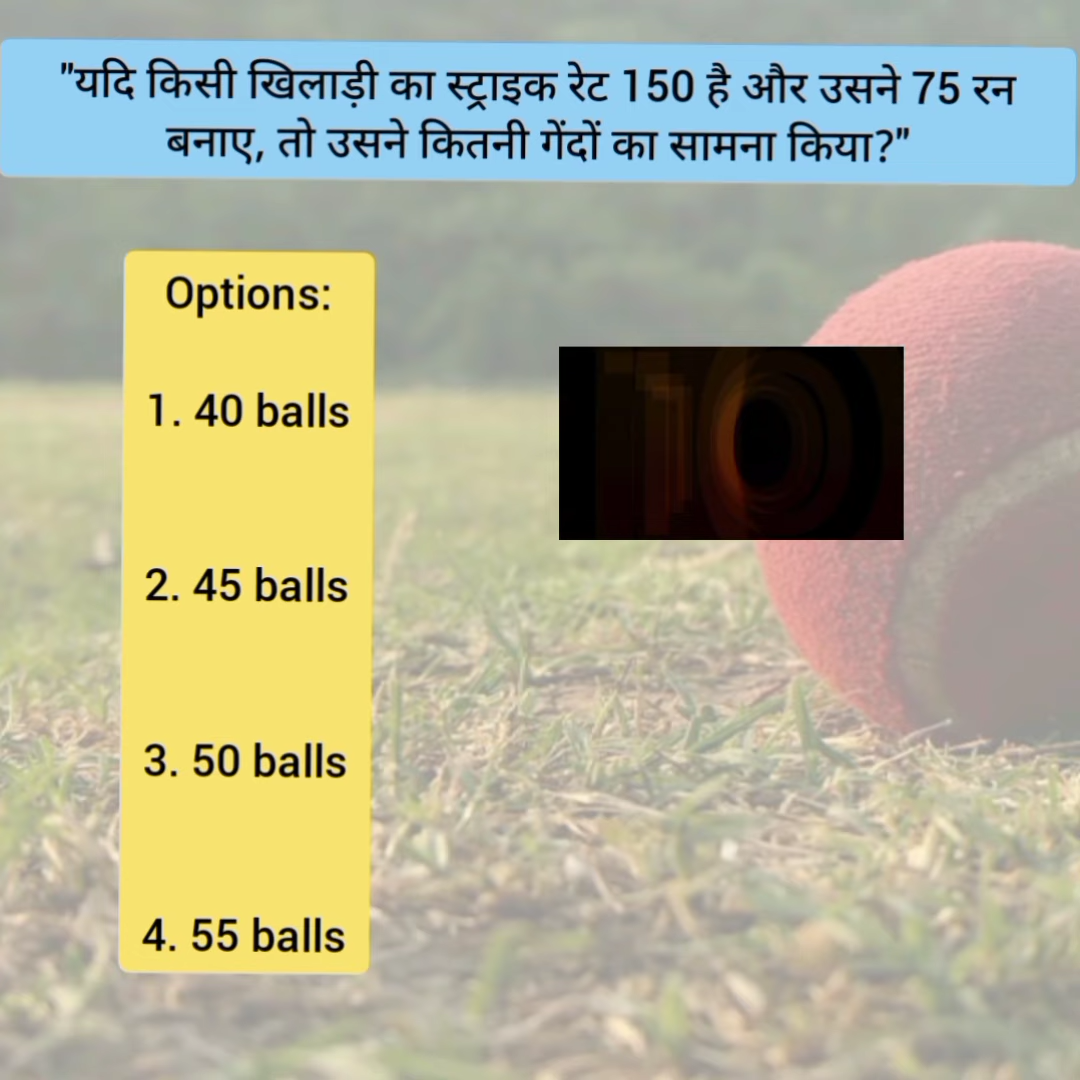 "यदि किसी खिलाड़ी का स्ट्राइक रेट 150 है और उसने 75 रन
बनाए, तो उसने कितनी गेंदों का सामना किया?"
Options:
1. 40 balls
2. 45 balls
3. 50 balls
4. 55 balls